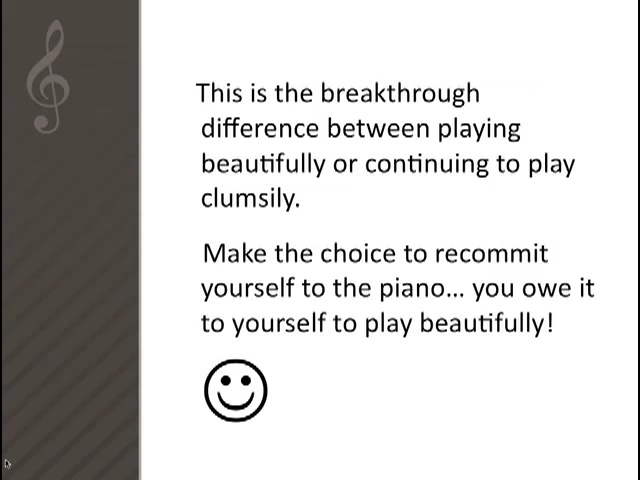 This is the breakthrough
difference between playing
beautifully or continuing to play
clumsily.
Make the choice to recommit
yourself to the piano... you owe it
to yourself to play beautifully!